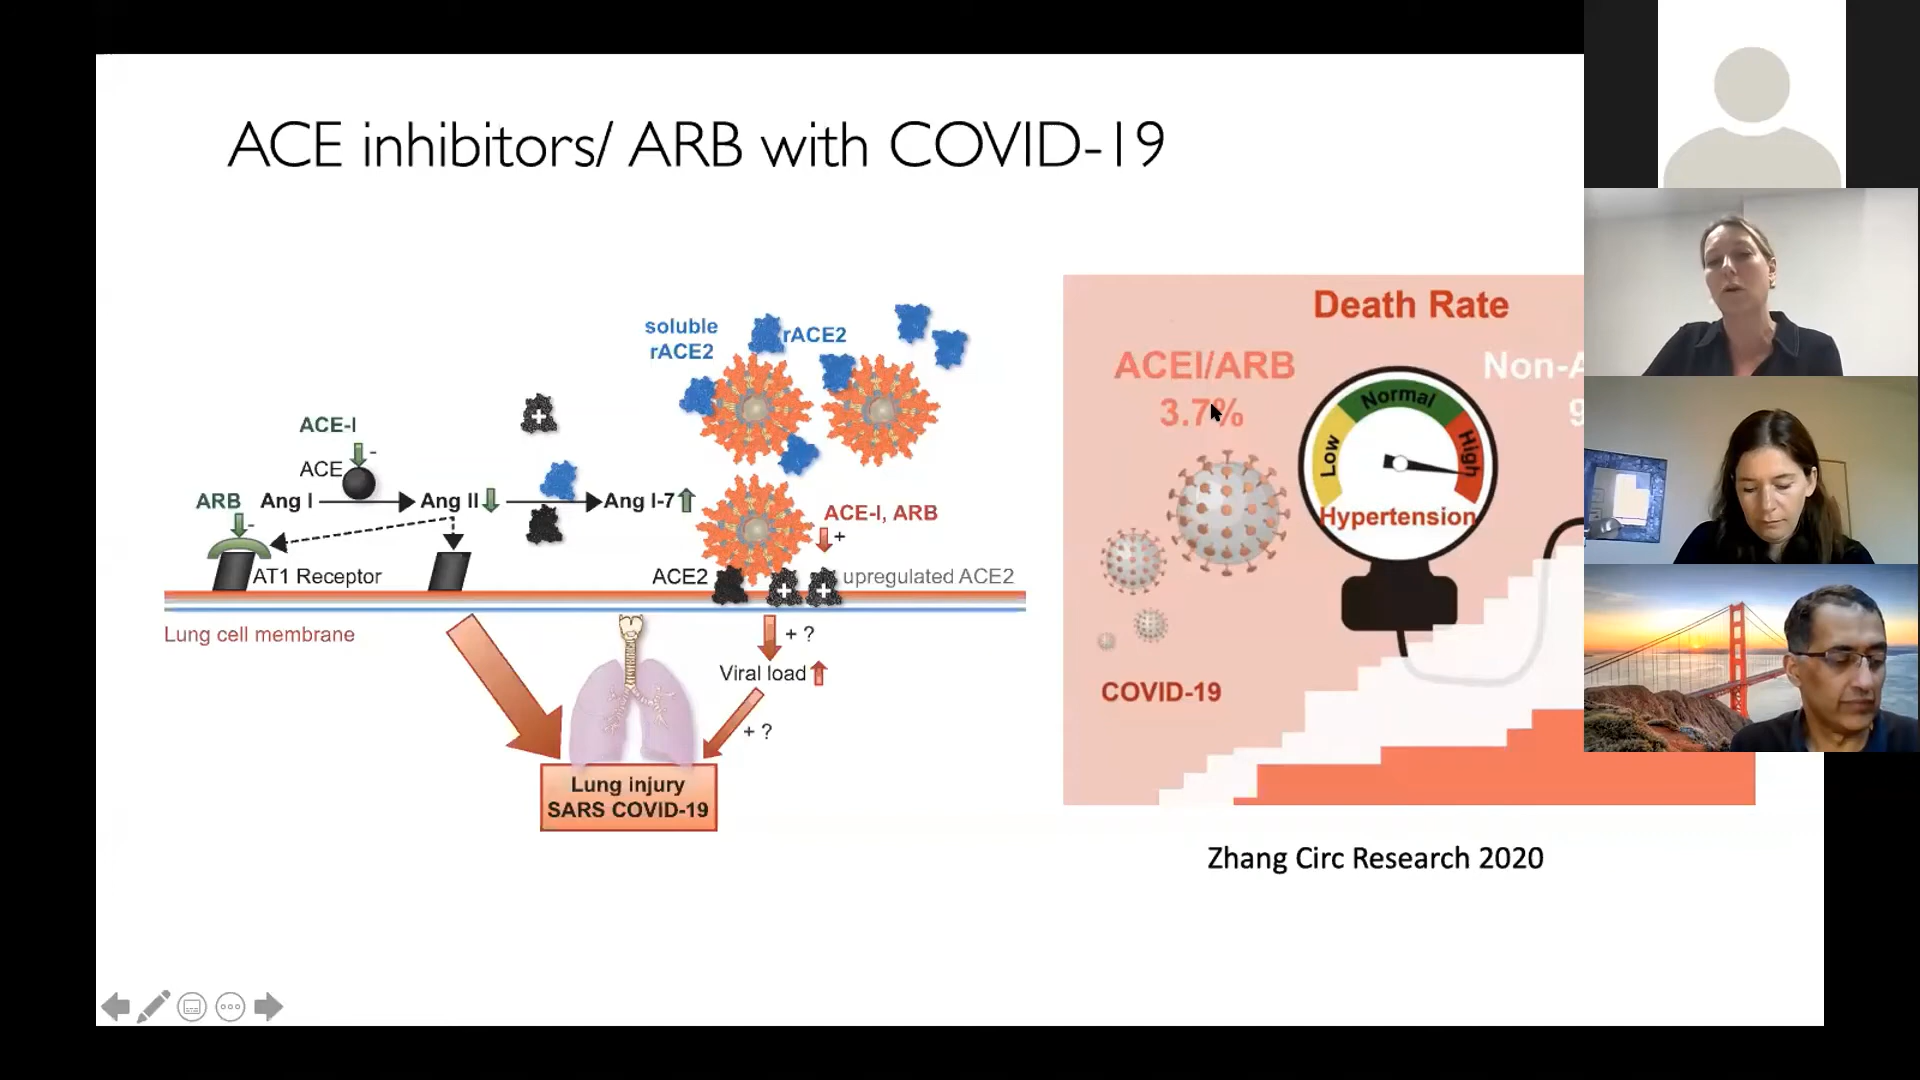 ACE inhibitors/ ARB with COVID-19
soluble
rACE2
rACE2
ACE-I
-
ACE
ARB
-
Ang I
Ang II
Ang I-7
ACE-I, ARB
+
AT1 Receptor
ACE2
upregulated ACE2
Lung cell membrane
+ ?
Viral load
+ ?
Lung injury
SARS COVID-19
Death Rate
ACEI/ARB
3.7%
Non-A
9
Low
Normal
High
Hypertension
COVID-19
Zhang Circ Research 2020